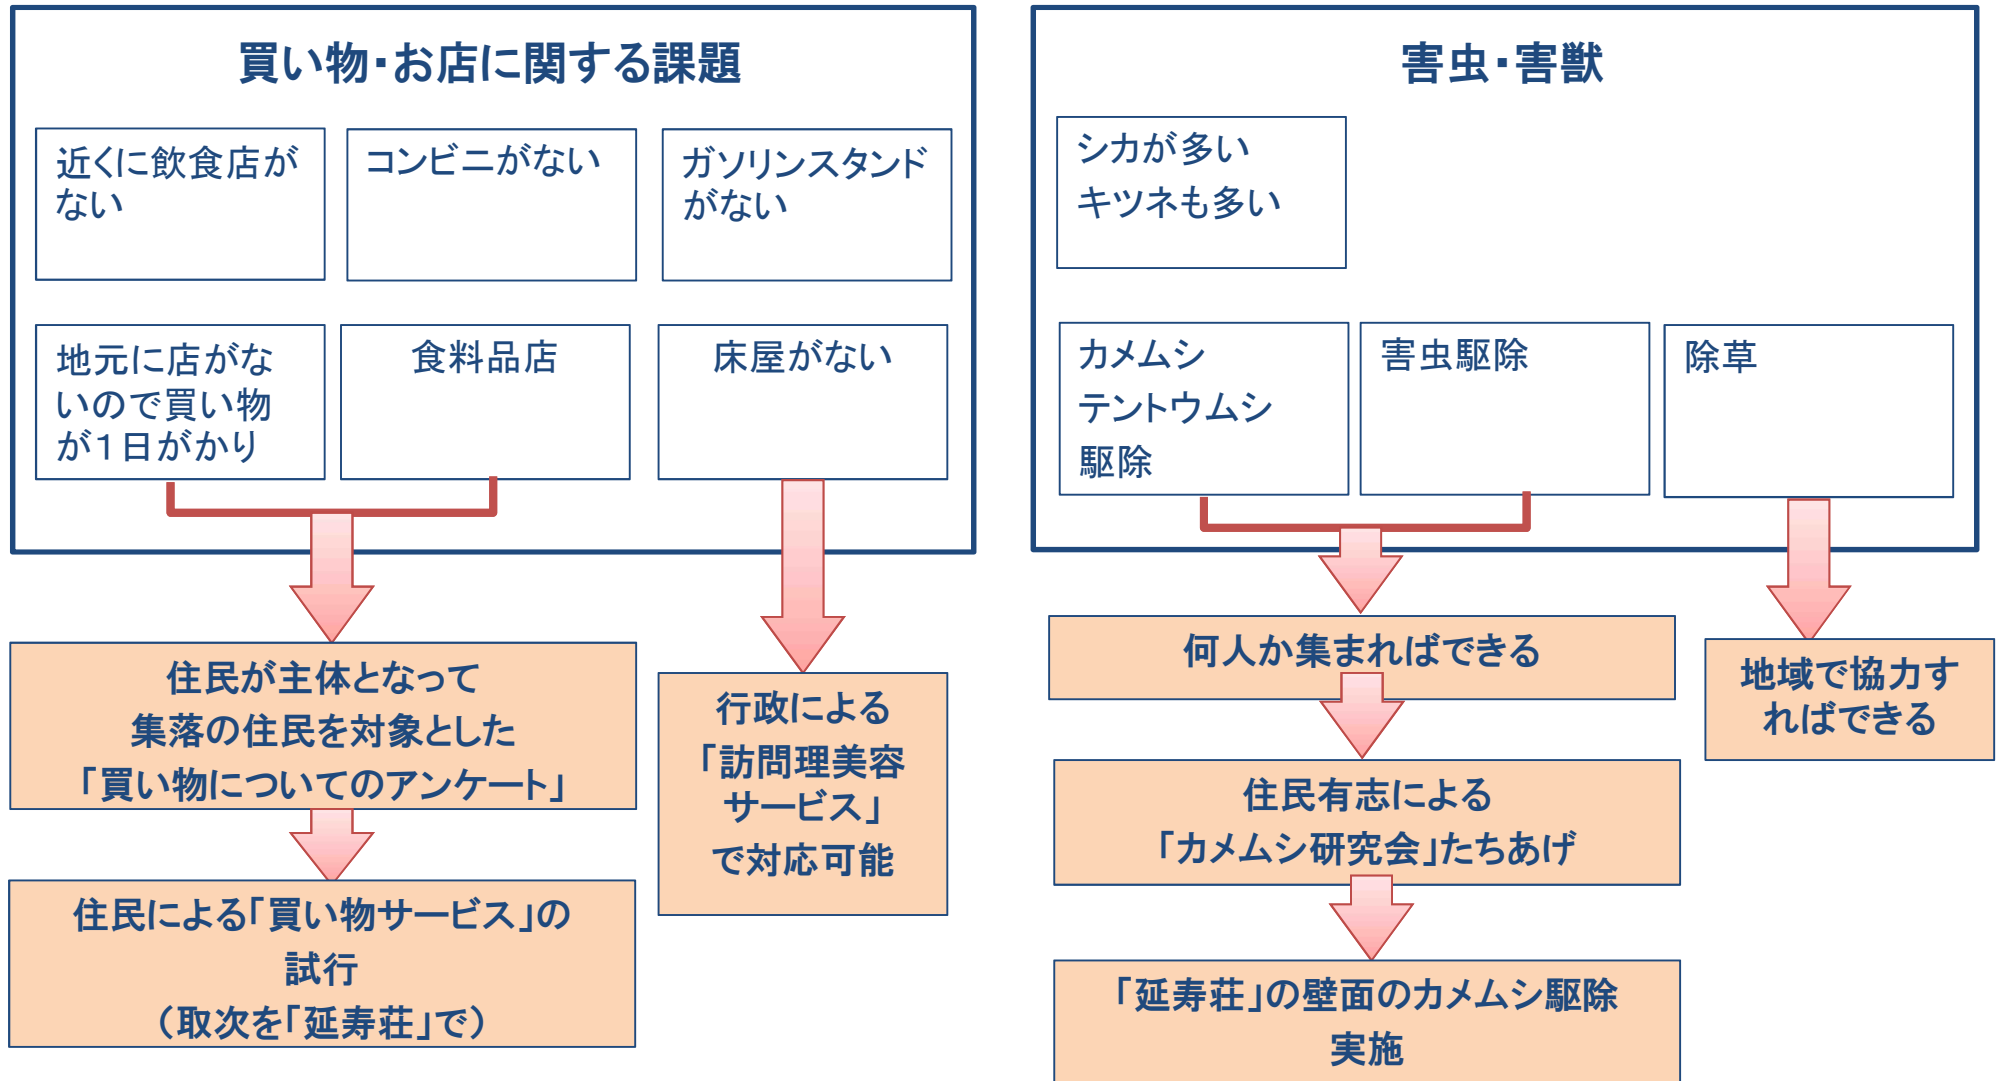 買い物・お店に関する課題
近くに飲食店が
ない
コンビニがない
ガソリンスタンド
がない
地元に店がな
いので買い物
が１日がかり
食料品店
床屋がない
住民が主体となって
集落の住民を対象とした
「買い物についてのアンケート」
住民による「買い物サービス」の
試行
（取次を「延寿荘」で）
行政による
「訪問理美容
サービス」
で対応可能
害虫・害獣
シカが多い
キツネも多い
カメムシ
テントウムシ
駆除
害虫駆除
除草
何人か集まればできる
住民有志による
「カメムシ研究会」たちあげ
「延寿荘」の壁面のカメムシ駆除
実施
地域で協力す
ればできる